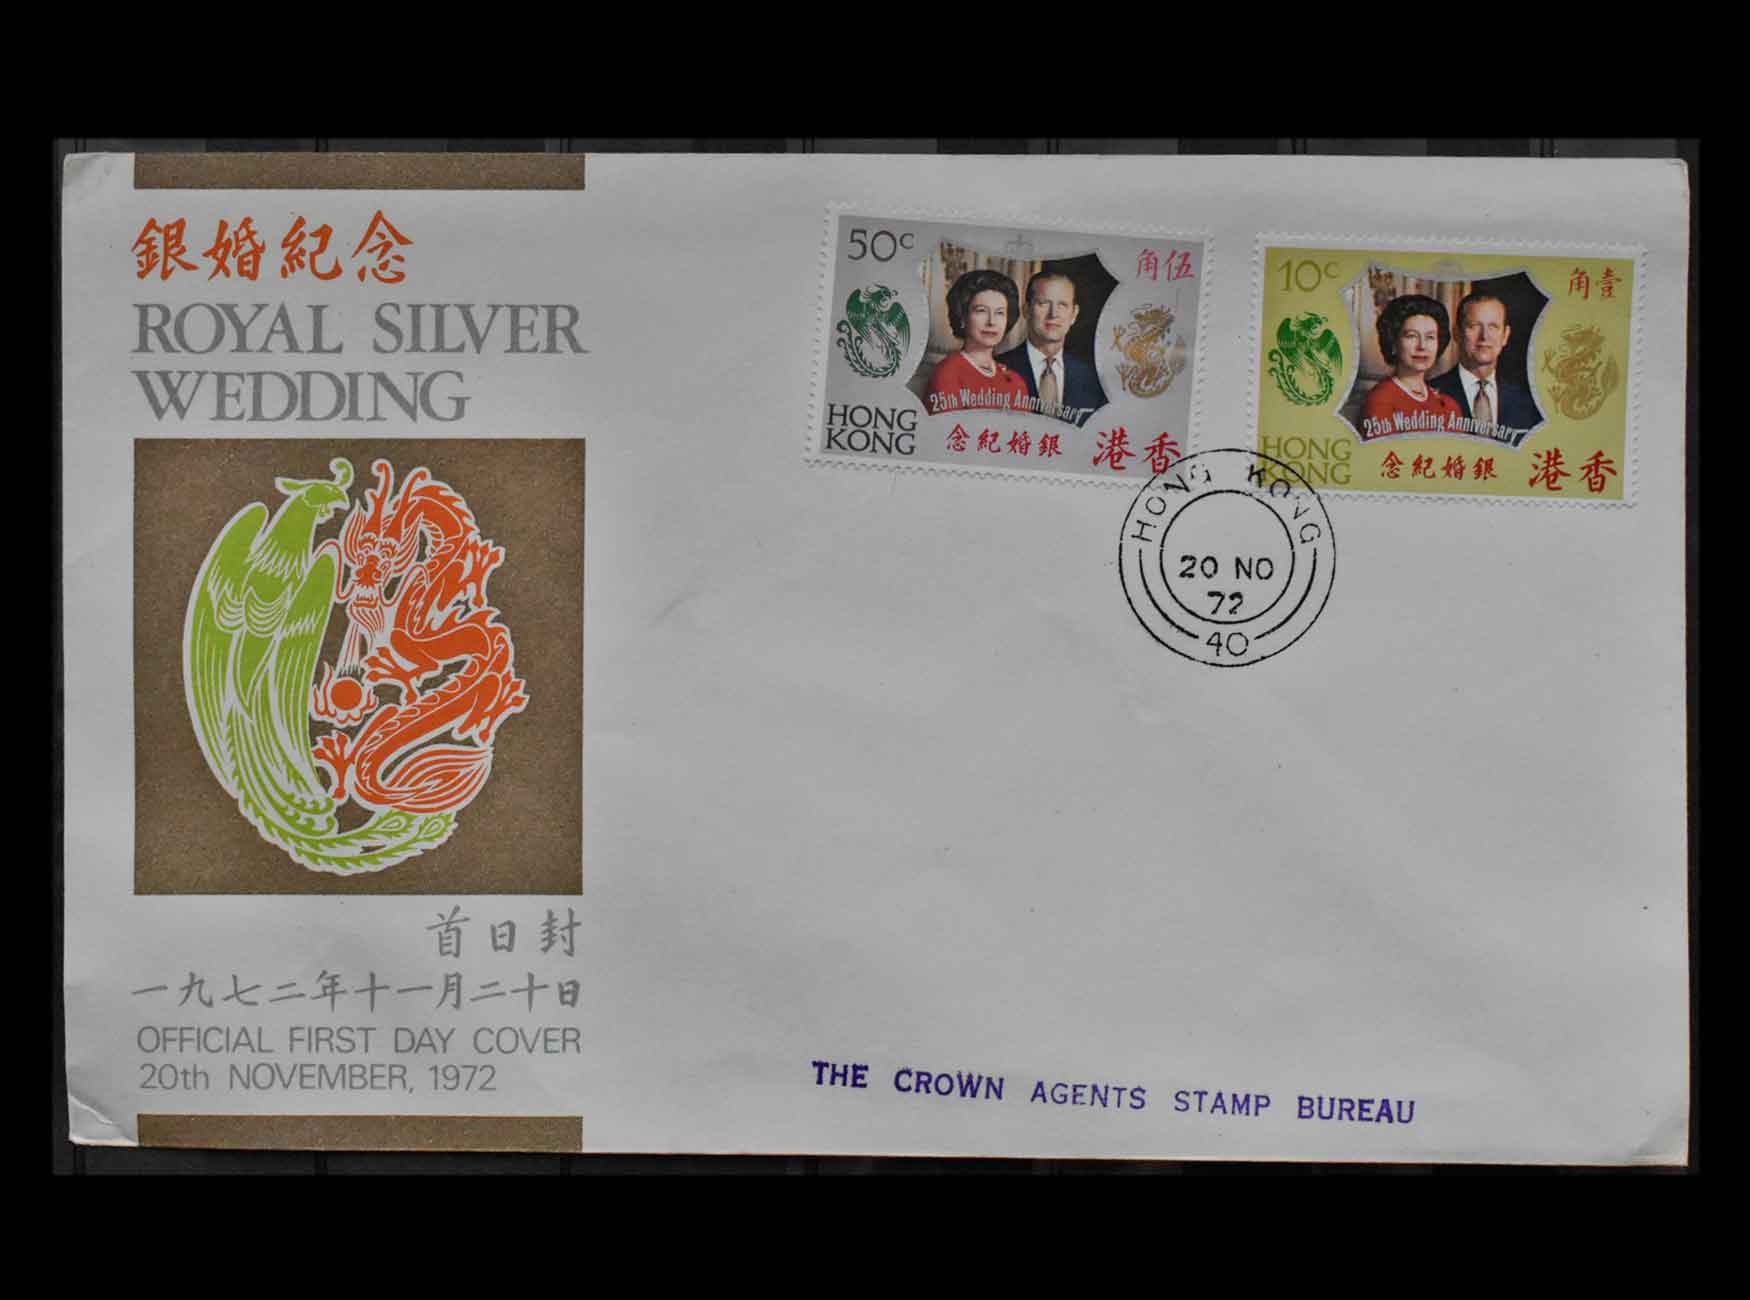 銀婚紀念
ROYAL SILVER
WEDDING
首日封
一九七二年十一月二十日
OFFICIAL FIRST DAY COVER
20th NOVEMBER, 1972
50c
角伍
25th Wedding Anniversary
HONG
KONG
念紀婚銀
港香
10c
角壹
25th Wedding Anniversary
HONG
KONG
念紀婚銀
港香
HONG KONG
20 NO
72
40
THE CROWN AGENTS STAMP BUREAU